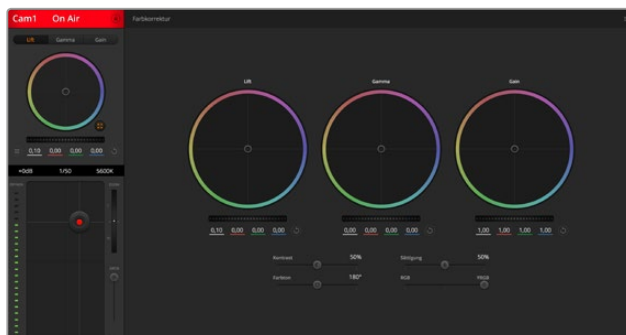 Cam1 On Air
Farbkorrektur
Lift Gamma Gain
0,10 0,00 0,00 0,00
+0dB 1/50 5600K
Lift Gamma Gain
0,10 0,00 0,00 0,00
0,00 0,00 0,00 0,00
1,00 1,00 1,00 1,00
Kontrast 50%
Sättigung 50%
Farbton 180°
RGB YRGB